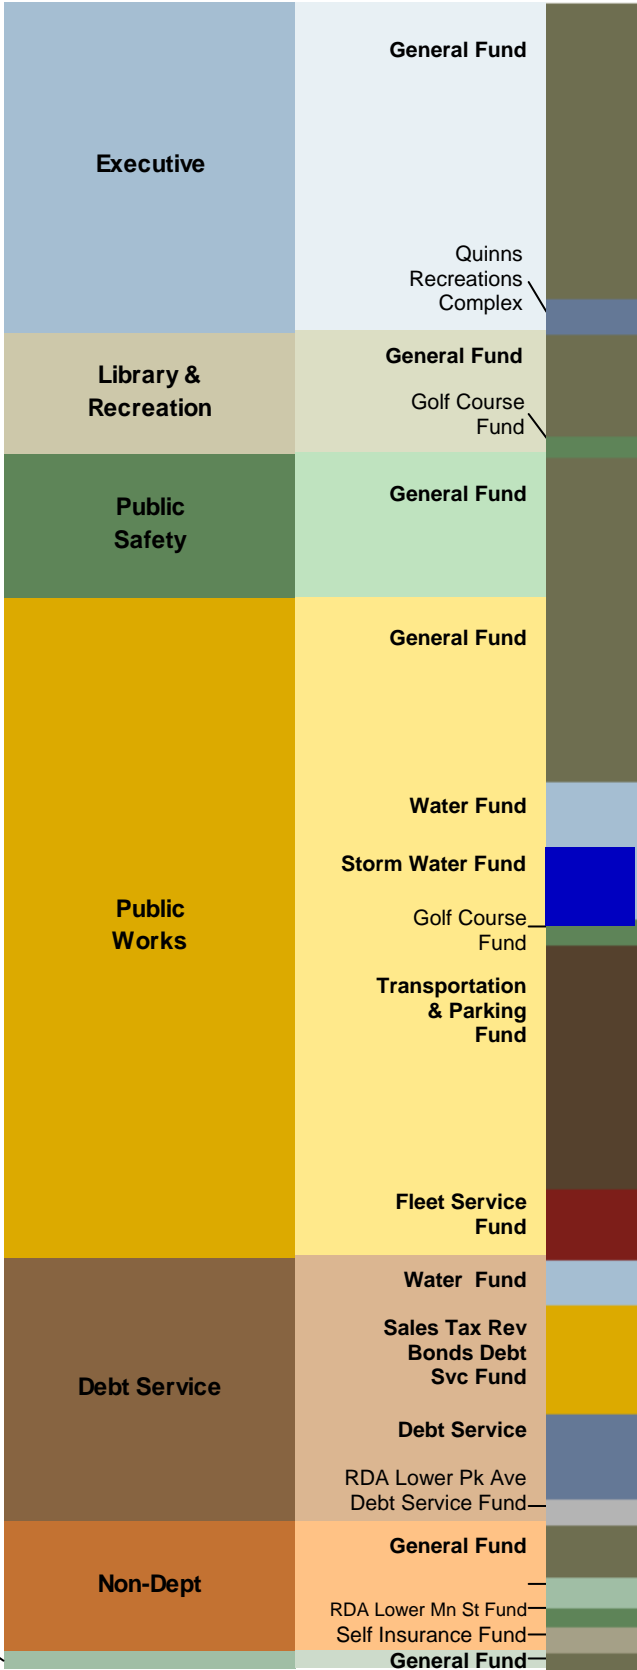 General Fund
Executive
Quinns
Recreations
Complex
General Fund
Library &
Recreation
Golf Course
Fund
General Fund
Public
Safety
General Fund
Water Fund
Storm Water Fund
Public
Works
Golf Course
Fund
Transportation
& Parking
Fund
Fleet Service
Fund
Water Fund
Sales Tax Rev
Bonds Debt
Svc Fund
Debt Service
Debt Service
RDA Lower Pk Ave
Debt Service Fund
General Fund
Non-Dept
RDA Lower Mn St Fund
Self Insurance Fund
General Fund